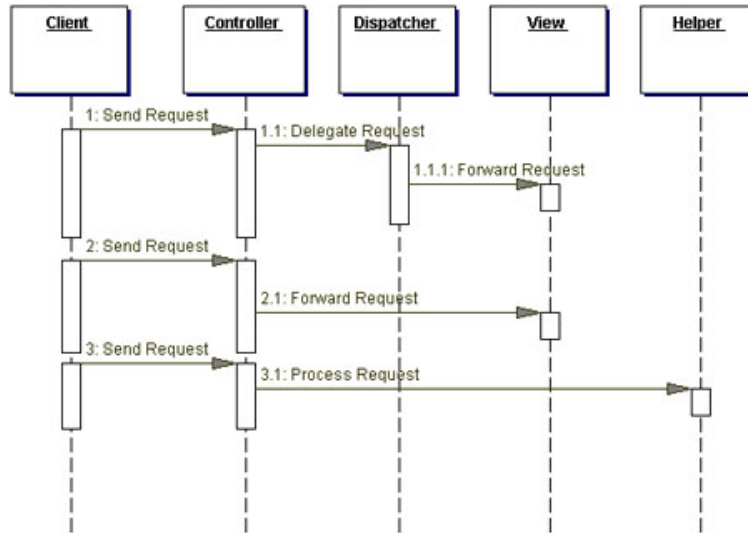 Client
Controller
Dispatcher
View
Helper
1: Send Request
1.1: Delegate Request
1.1.1: Forward Request
2: Send Request
2.1: Forward Request
3: Send Request
3.1: Process Request